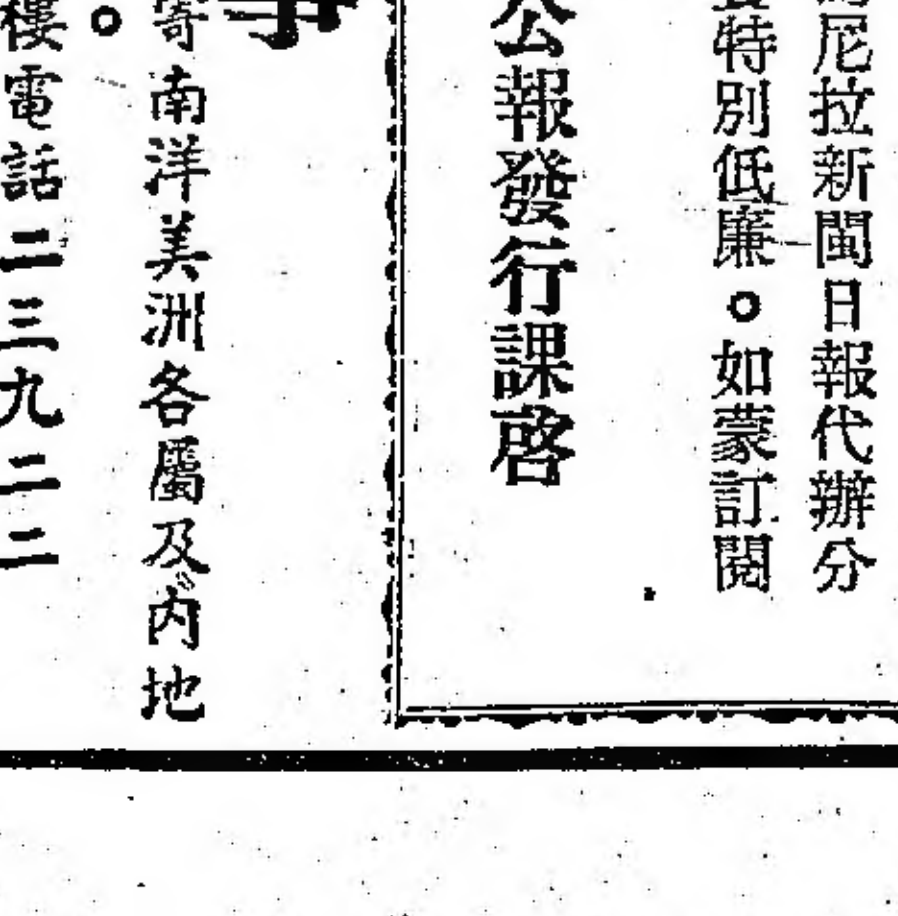 尼拉新閩日報代辦分
特別低廉。如蒙訂閱
公報發行課啓
寄南洋美洲各屬及內地
。
樓電話二三九二二